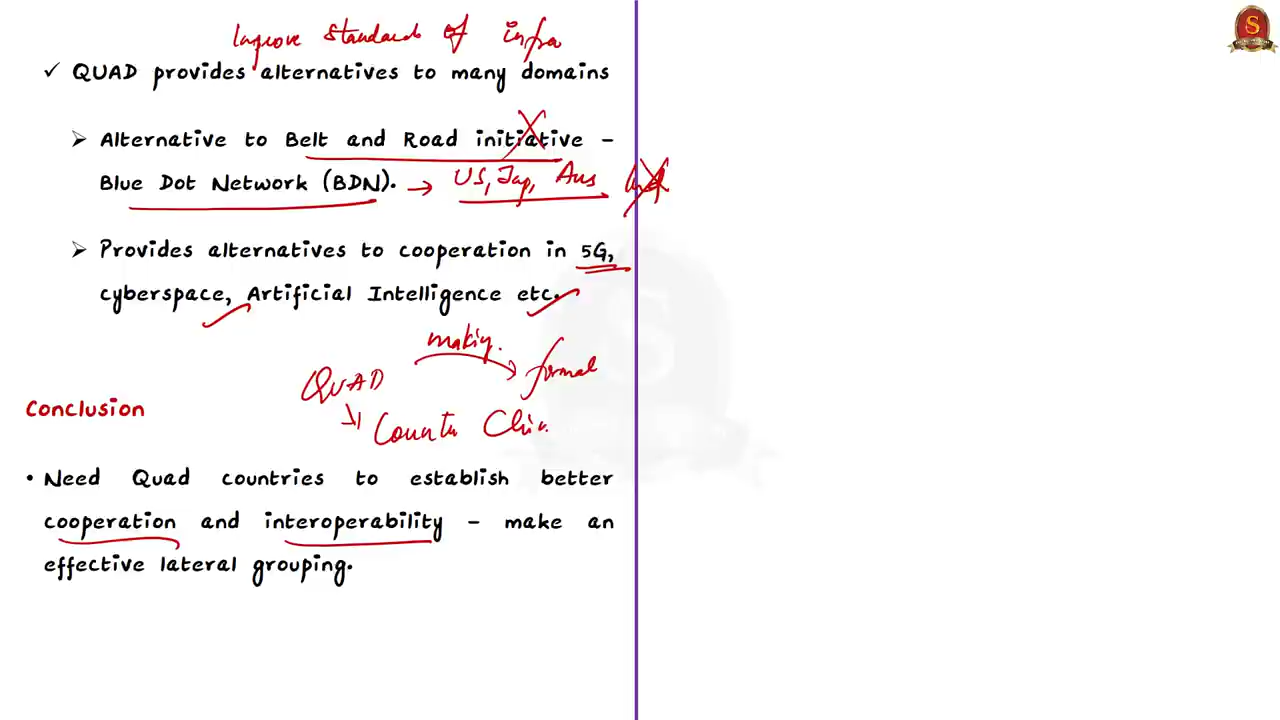 Improve Standards of infra
✓ QUAD provides alternatives to many domains
➢ Alternative to Belt and Road initiative –
Blue Dot Network (BDN). → US, Jap, Aus
➢ Provides alternatives to cooperation in 5G,
cyberspace, Artificial Intelligence etc.
making.
QUAD formal
Conclusion
Counter
• Need Quad countries to establish better
cooperation and interoperability – make an
effective lateral grouping.
S